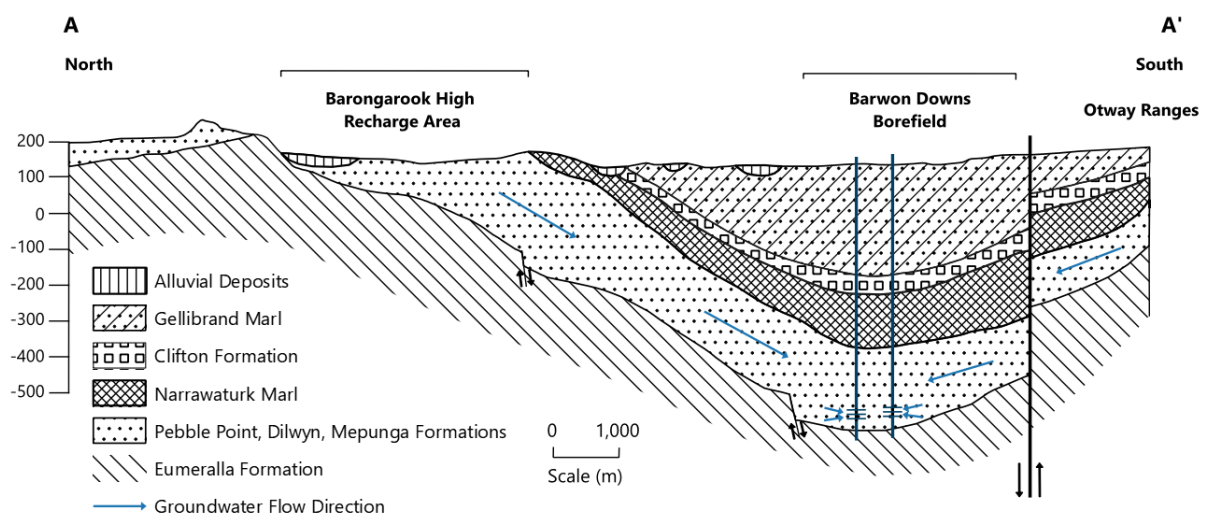 A
A'
North
South
Barongarook High
Recharge Area
Barwon Downs
Borefield
Otway Ranges
200
100
0
-100
-200
-300
-400
-500
Alluvial Deposits
Gellibrand Marl
Clifton Formation
Narrawaturk Marl
Pebble Point, Dilwyn, Mepunga Formations
Eumeralla Formation
Groundwater Flow Direction
0 1,000
Scale (m)